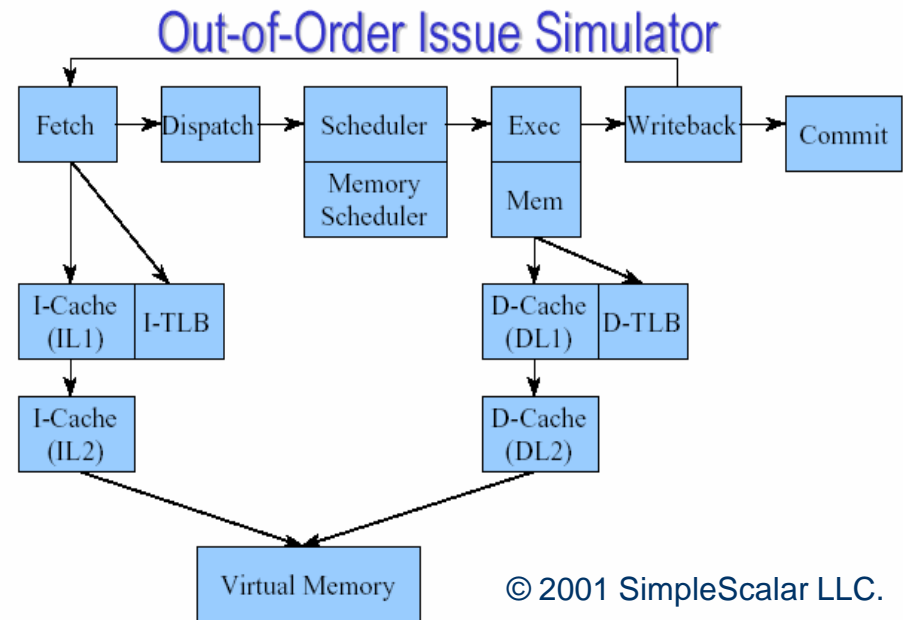 Out-of-Order Issue Simulator
Fetch
Dispatch
Scheduler
Exec
Writeback
Commit
Memory
Scheduler
Mem
I-Cache
(IL1)
I-TLB
D-Cache
(DL1)
D-TLB
I-Cache
(IL2)
D-Cache
(DL2)
Virtual Memory
© 2001 SimpleScalar LLC.